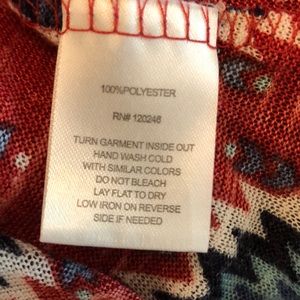 100%POLYESTER
RN# 120246
TURN GARMENT INSIDE OUT
HAND WASH COLD
WITH SIMILAR COLORS
DO NOT BLEACH
LAY FLAT TO DRY
LOW IRON ON REVERSE
SIDE IF NEEDED